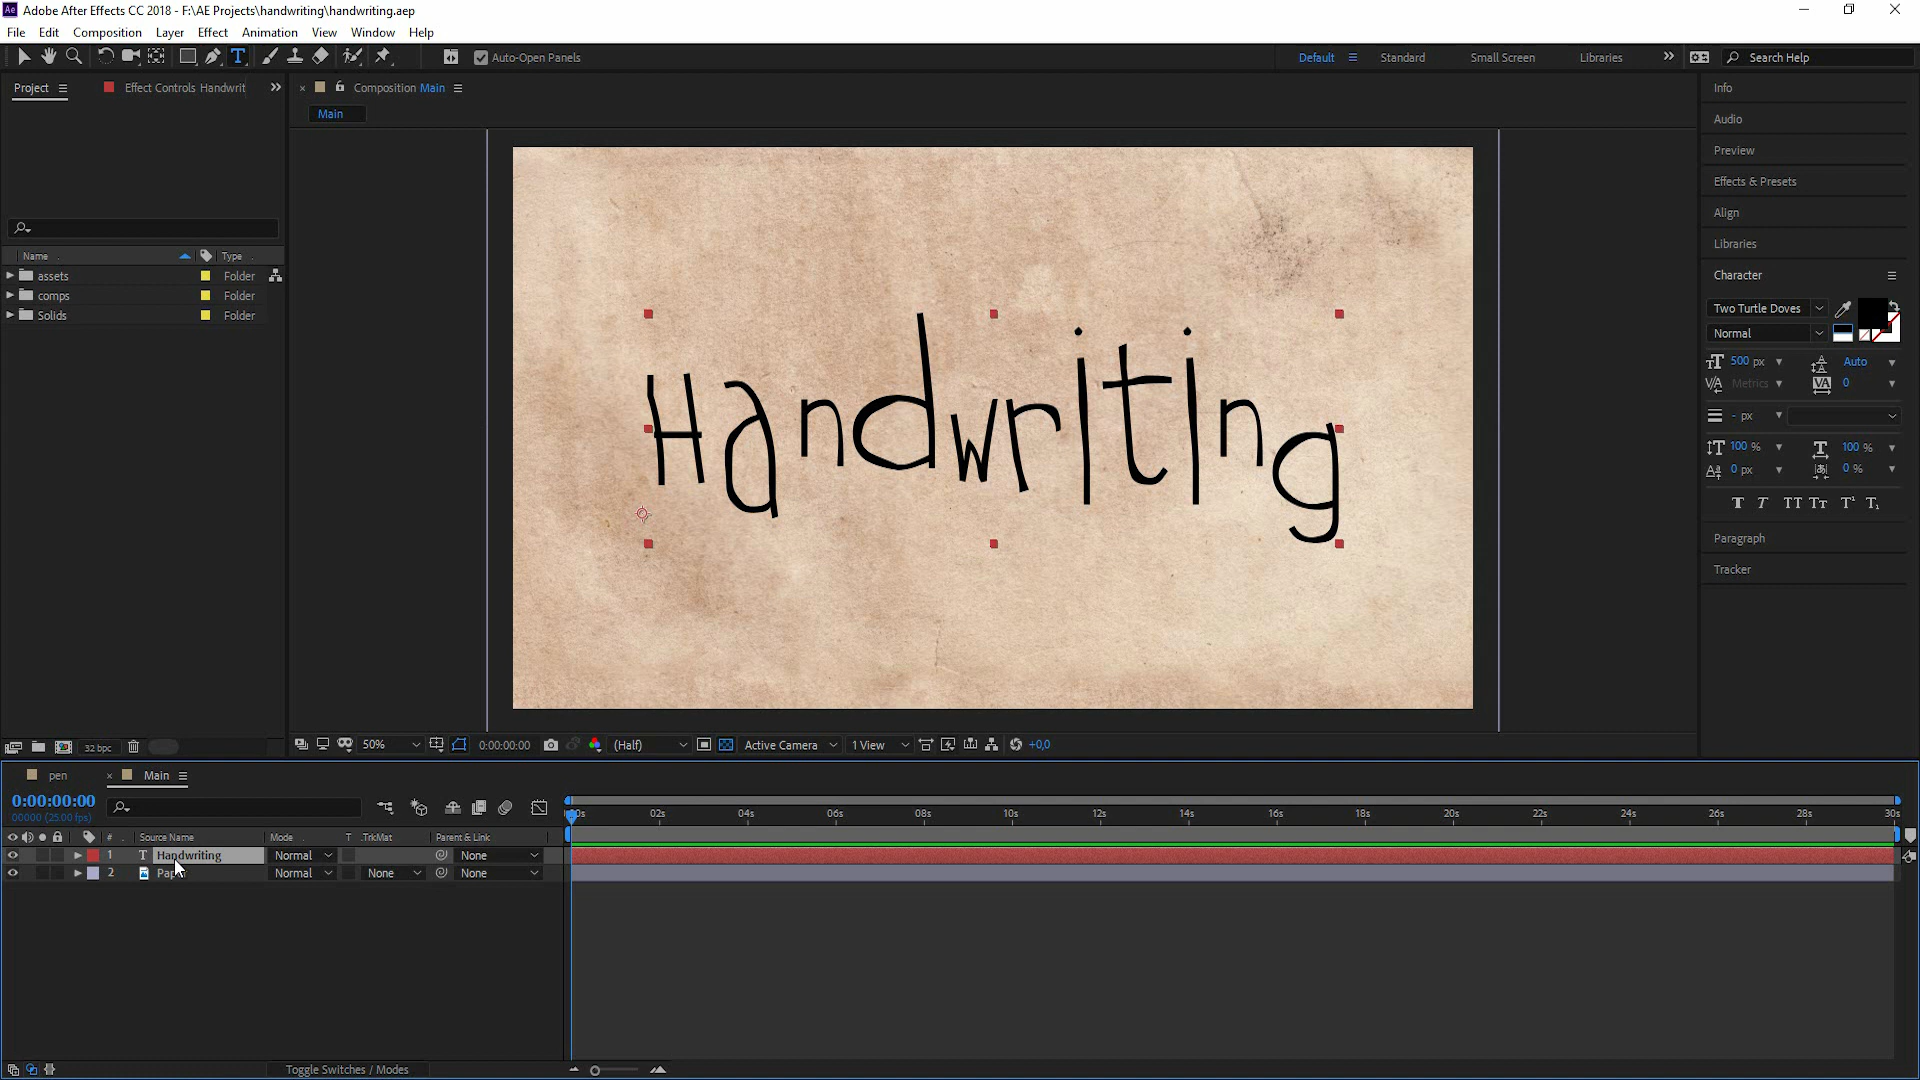 Adobe After Effects CC 2018 - F:\AE Projects\handwriting\handwriting.aep
File Edit Composition Layer Effect Animation View Window Help
Auto-Open Panels
Default Standard Small Screen Libraries Search Help
Project Effect Controls Handwrit
Composition Main
Main
Name Type
assets Folder
comps Folder
Solids Folder
Handwriting
Info
Audio
Preview
Effects & Presets
Align
Libraries
Character
Two Turtle Doves
Normal
500 px Auto
Metrics 0
- px
100 % 100 %
0 px 0 %
Paragraph
Tracker
32 bpc
50% 0:00:00:00 (Half) Active Camera 1 View +0,0
pen Main
0:00:00:00
00000 (25.00 fps)
00s 02s 04s 06s 08s 10s 12s 14s 16s 18s 20s 22s 24s 26s 28s 30s
# Source Name Mode T .TrkMat Parent & Link
1 T Handwriting Normal None
2 Normal None None
Toggle Switches / Modes